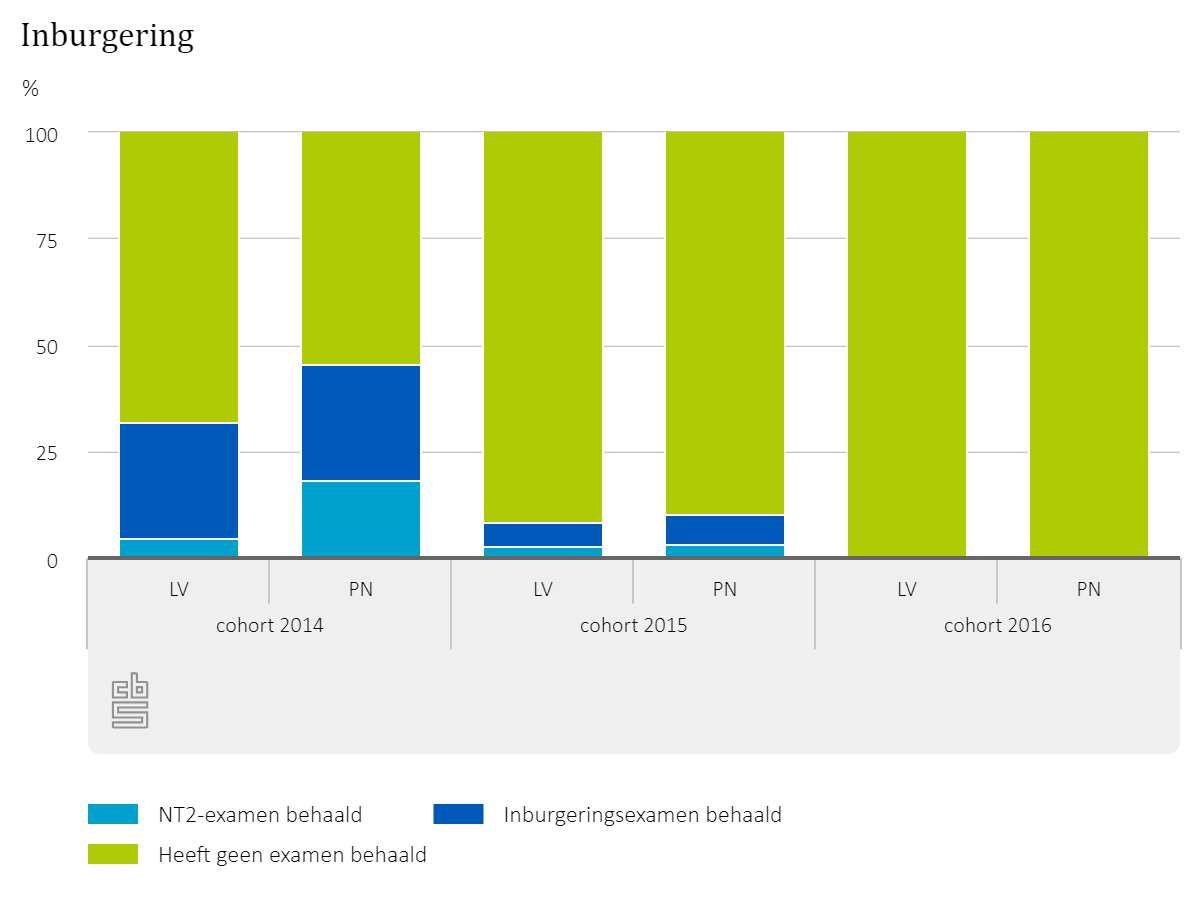 Inburgering
%
100
75
50
25
0
LV PN LV PN LV PN
cohort 2014 cohort 2015 cohort 2016
cbs
NT2-examen behaald Inburgeringsexamen behaald
Heeft geen examen behaald